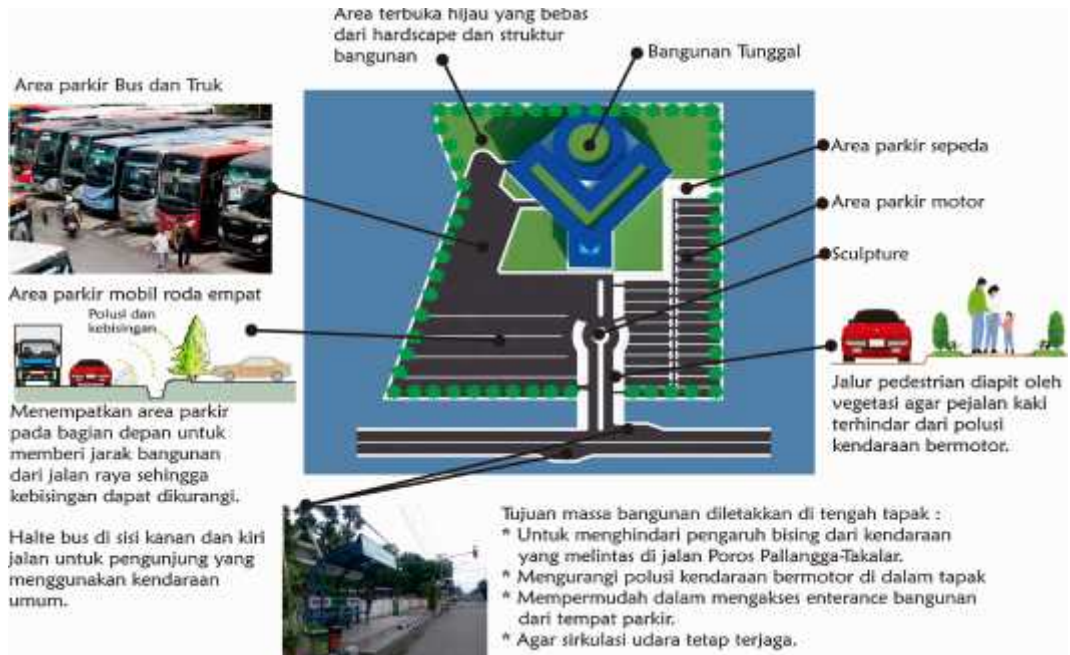 Area terbuka hijau yang bebas
dari hardscape dan struktur
bangunan
Bangunan Tunggal
Area parkir Bus dan Truk
Area parkir sepeda
Area parkir motor
Sculpture
Area parkir mobil roda empat
Polusi dan
kebisingan
Menempatkan area parkir
pada bagian depan untuk
memberi jarak bangunan
dari jalan raya sehingga
kebisingan dapat dikurangi.
Halte bus di sisi kanan dan kiri
jalan untuk pengunjung yang
menggunakan kendaraan
umum.
Jalur pedestrian diapit oleh
vegetasi agar pejalan kaki
terhindar dari polusi
kendaraan bermotor.
Tujuan massa bangunan diletakkan di tengah tapak :
* Untuk menghindari pengaruh bising dari kendaraan
yang melintas di jalan Poros Pallangga-Takalar.
* Mengurangi polusi kendaraan bermotor di dalam tapak
* Mempermudah dalam mengakses enterance bangunan
dari tempat parkir.
* Agar sirkulasi udara tetap terjaga.